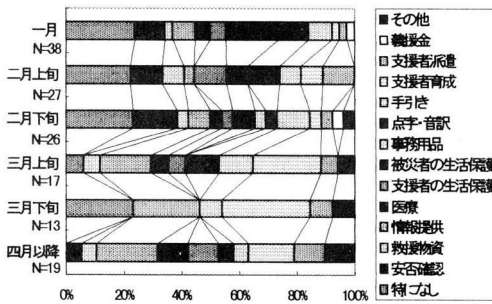 一月
N=38
二月上旬
N=27
二月下旬
N=26
三月上旬
N=17
三月下旬
N=13
四月以降
N=19
0%
20%
40%
60%
80%
100%
その他
義援金
支援者派遣
支援者育成
手引き
点字・音訳
事務用品
被災者の生活保護
支援者の生活保護
医療
情報提供
救援物資
安否確認
特になし